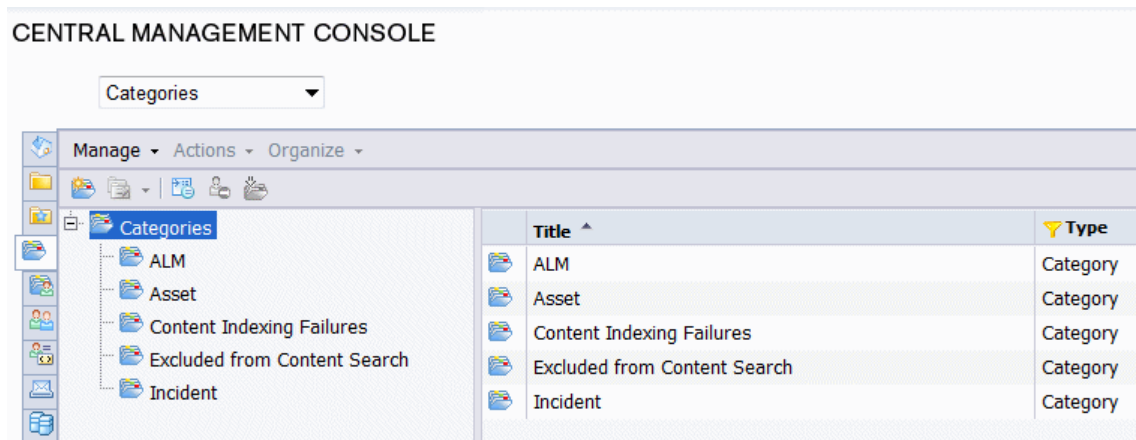 CENTRAL MANAGEMENT CONSOLE
Categories
Manage Actions Organize
Categories
ALM
Asset
Content Indexing Failures
Excluded from Content Search
Incident
Title Type
ALM Category
Asset Category
Content Indexing Failures Category
Excluded from Content Search Category
Incident Category